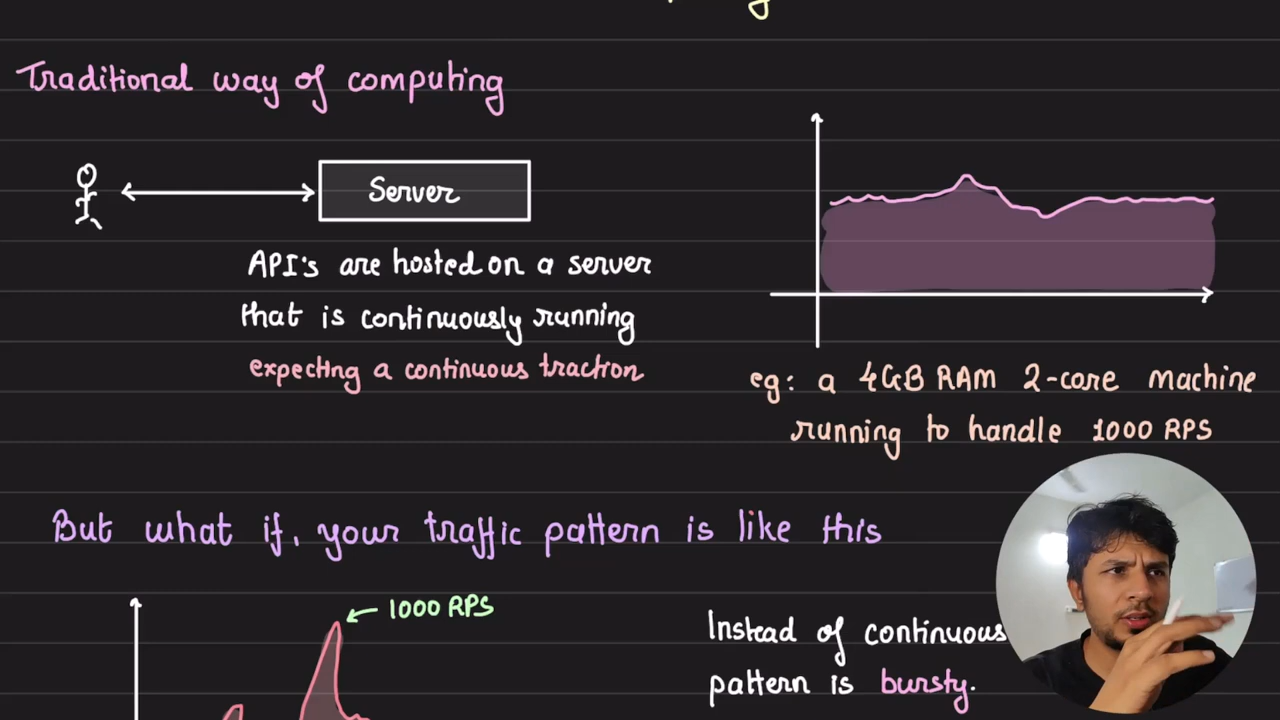 Traditional way of computing
Server
API's are hosted on a server
that is continuously running
expecting a continuous traction
eg: a 4GB RAM 2-core machine
running to handle 1000 RPS
But what if, your traffic pattern is like this
1000 RPS
Instead of continuous
pattern is bursty.